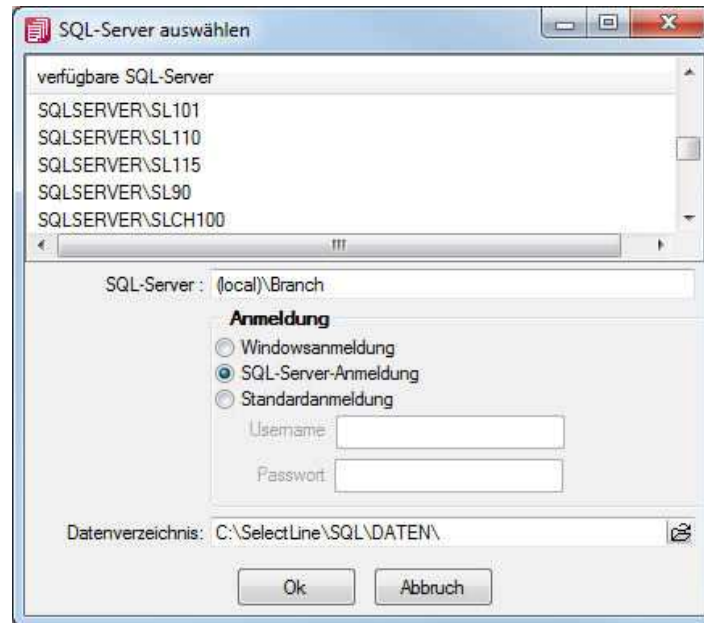 SQL-Server auswählen
verfügbare SQL-Server
SQLSERVER\SL101
SQLSERVER\SL110
SQLSERVER\SL115
SQLSERVER\SL90
SQLSERVER\SLCH100
SQL-Server : (local)\Branch
Anmeldung
Windowsanmeldung
SQL-Server-Anmeldung
Standardanmeldung
Username
Passwort
Datenverzeichnis: C:\SelectLine\SQL\DATEN\
Ok Abbruch